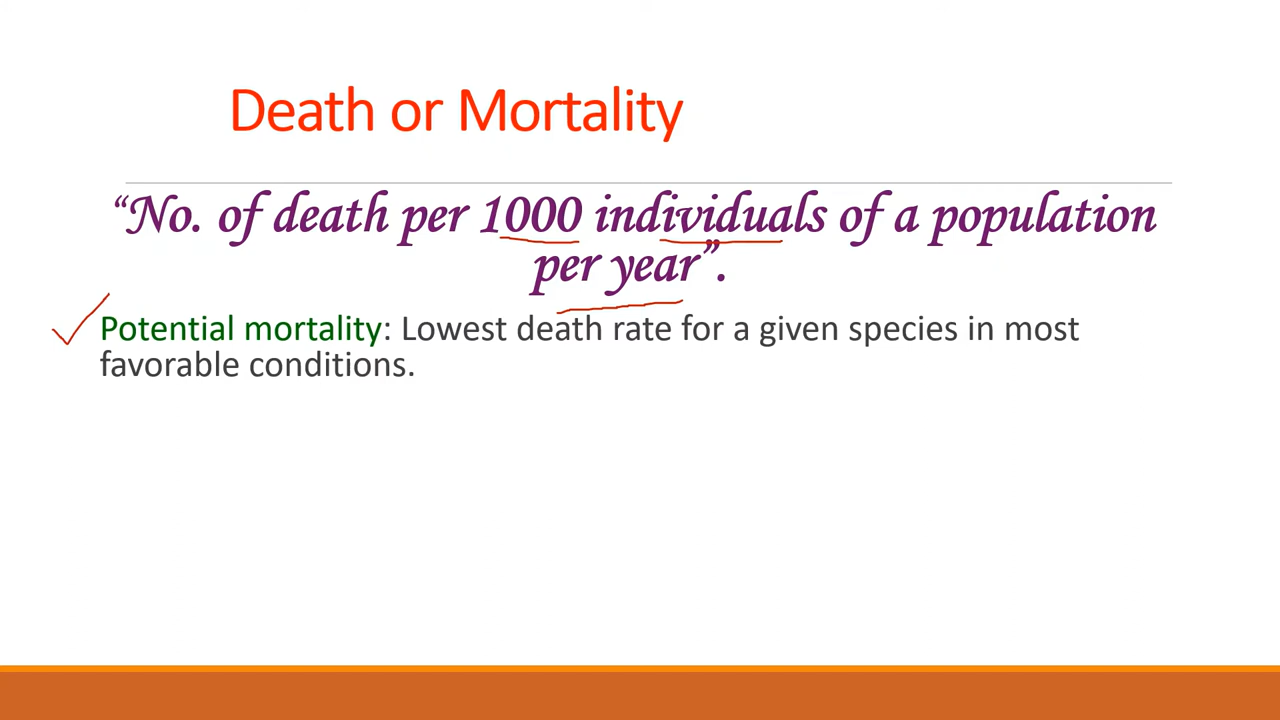 Death or Mortality
“No. of death per 1000 individuals of a population
per year”.
Potential mortality: Lowest death rate for a given species in most
favorable conditions.